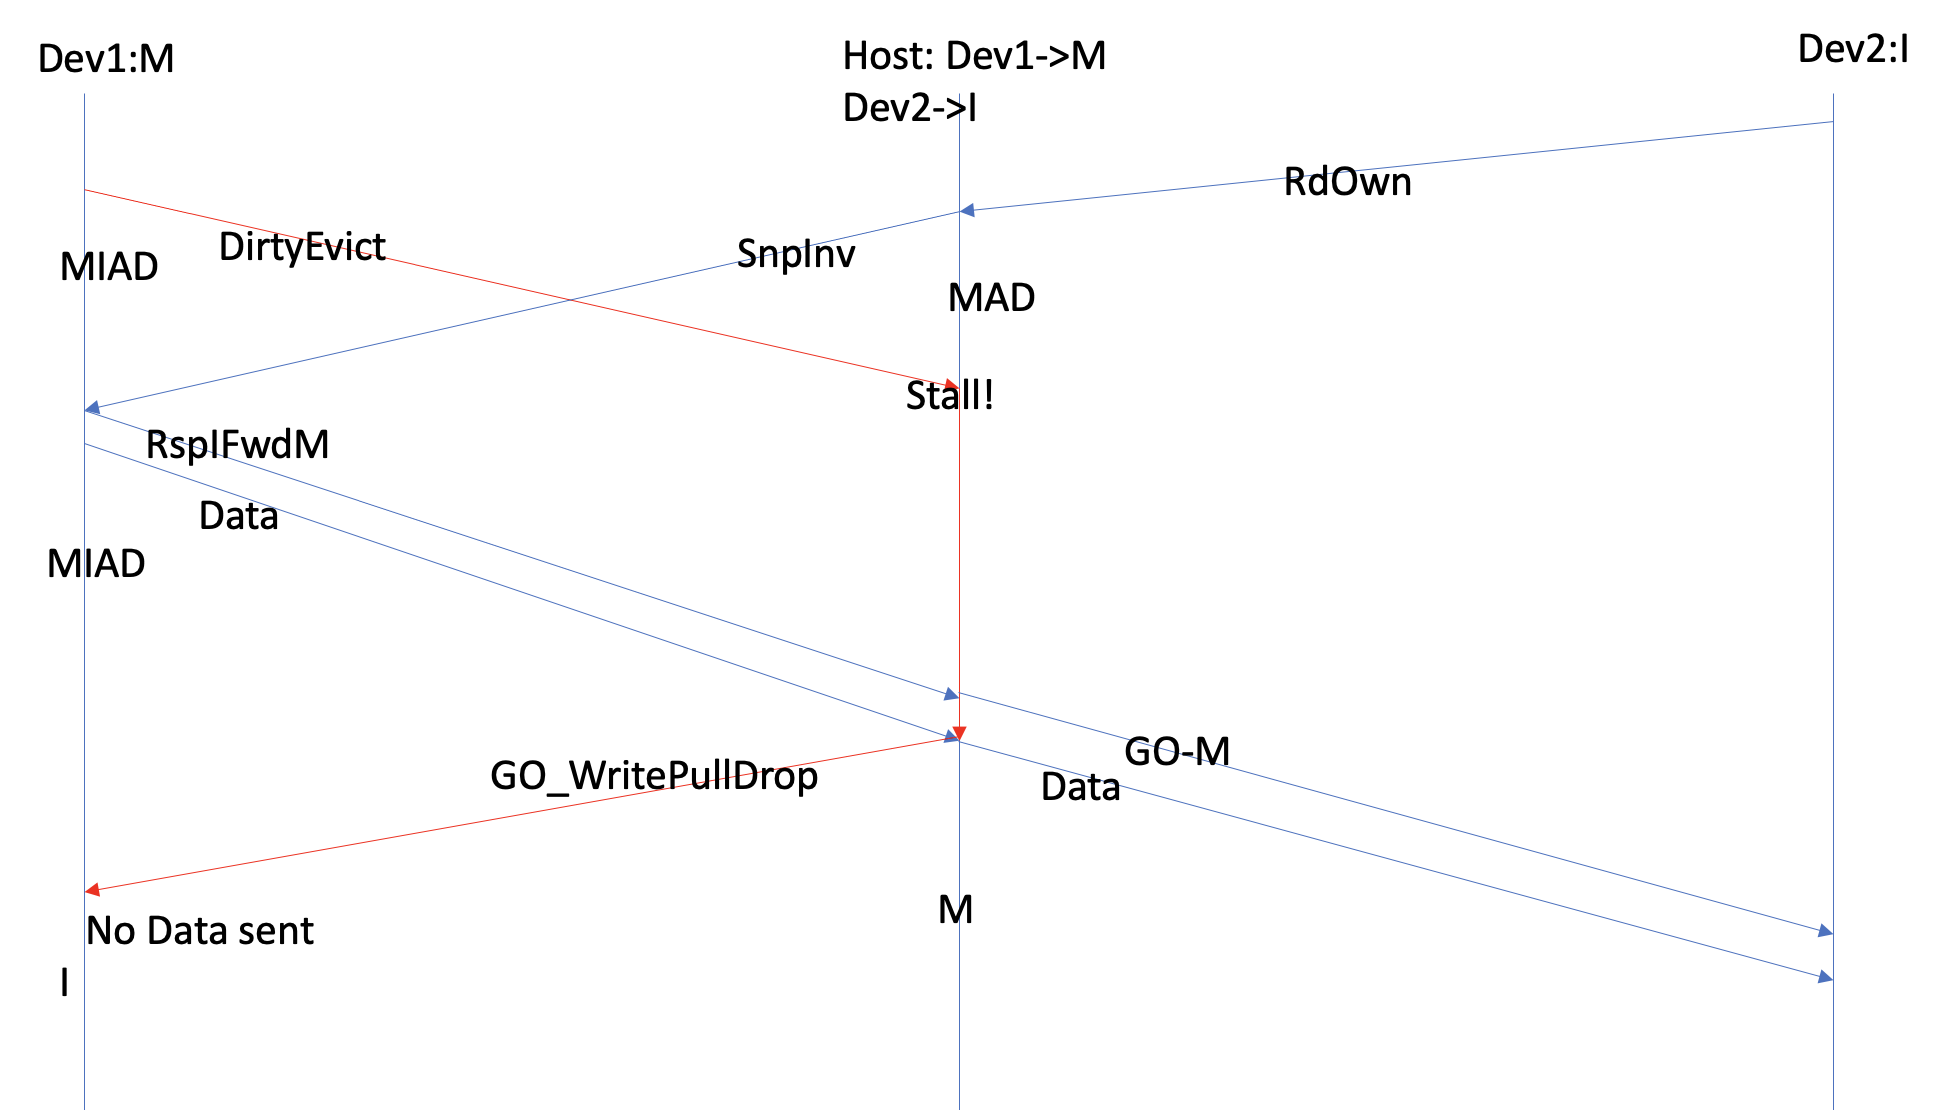 Dev1:M
Host: Dev1->M
Dev2->I
Dev2:I
RdOwn
DirtyEvict
SnpInv
MIAD
MAD
Stall!
RspIFwdM
Data
MIAD
GO-M
GO_WritePullDrop
Data
M
No Data sent
I